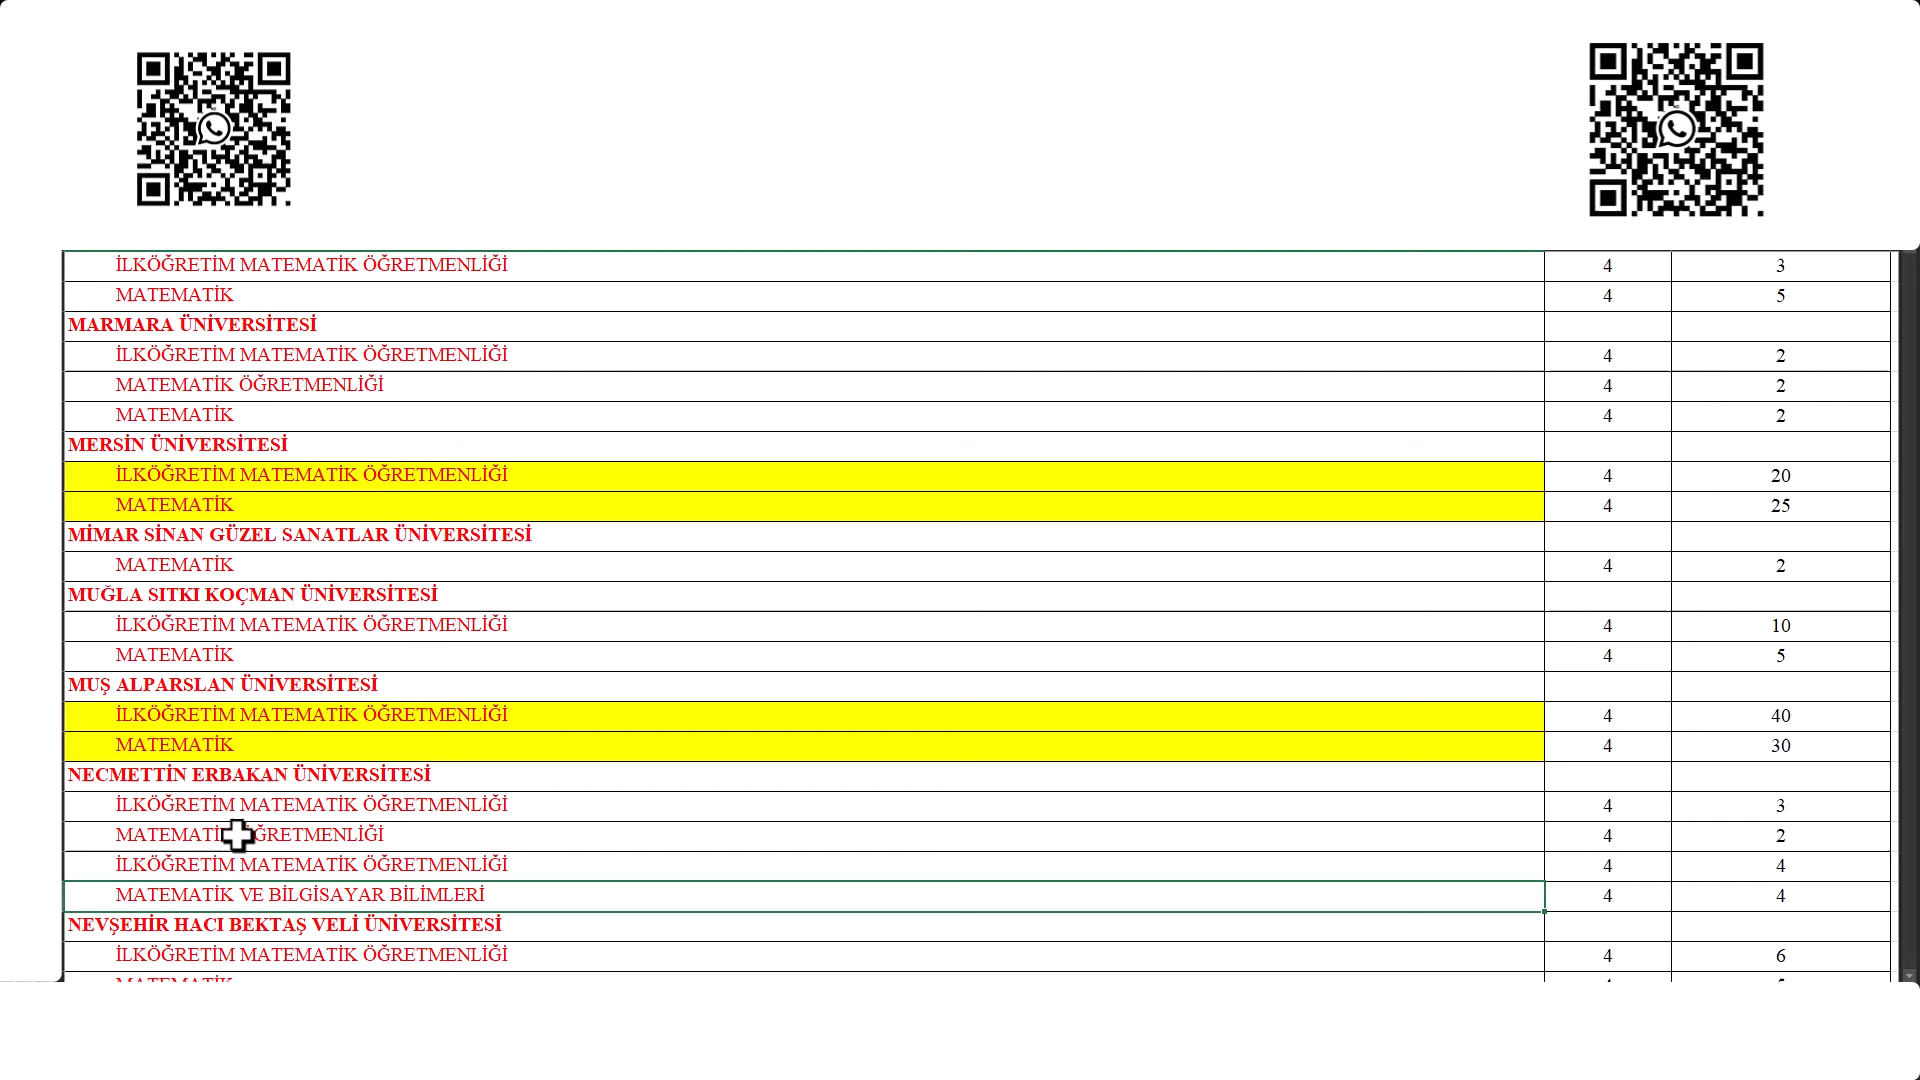 İLKÖĞRETİM MATEMATİK ÖĞRETMENLİĞİ 4 3
MATEMATİK 4 5
MARMARA ÜNİVERSİTESİ
İLKÖĞRETİM MATEMATİK ÖĞRETMENLİĞİ 4 2
MATEMATİK ÖĞRETMENLİĞİ 4 2
MATEMATİK 4 2
MERSİN ÜNİVERSİTESİ
İLKÖĞRETİM MATEMATİK ÖĞRETMENLİĞİ 4 20
MATEMATİK 4 25
MİMAR SİNAN GÜZEL SANATLAR ÜNİVERSİTESİ
MATEMATİK 4 2
MUĞLA SITKI KOÇMAN ÜNİVERSİTESİ
İLKÖĞRETİM MATEMATİK ÖĞRETMENLİĞİ 4 10
MATEMATİK 4 5
MUŞ ALPARSLAN ÜNİVERSİTESİ
İLKÖĞRETİM MATEMATİK ÖĞRETMENLİĞİ 4 40
MATEMATİK 4 30
NECMETTİN ERBAKAN ÜNİVERSİTESİ
İLKÖĞRETİM MATEMATİK ÖĞRETMENLİĞİ 4 3
MATEMATİK ÖĞRETMENLİĞİ 4 2
İLKÖĞRETİM MATEMATİK ÖĞRETMENLİĞİ 4 4
MATEMATİK VE BİLGİSAYAR BİLİMLERİ 4 4
NEVŞEHİR HACI BEKTAŞ VELİ ÜNİVERSİTESİ
İLKÖĞRETİM MATEMATİK ÖĞRETMENLİĞİ 4 6
MATEMATİK